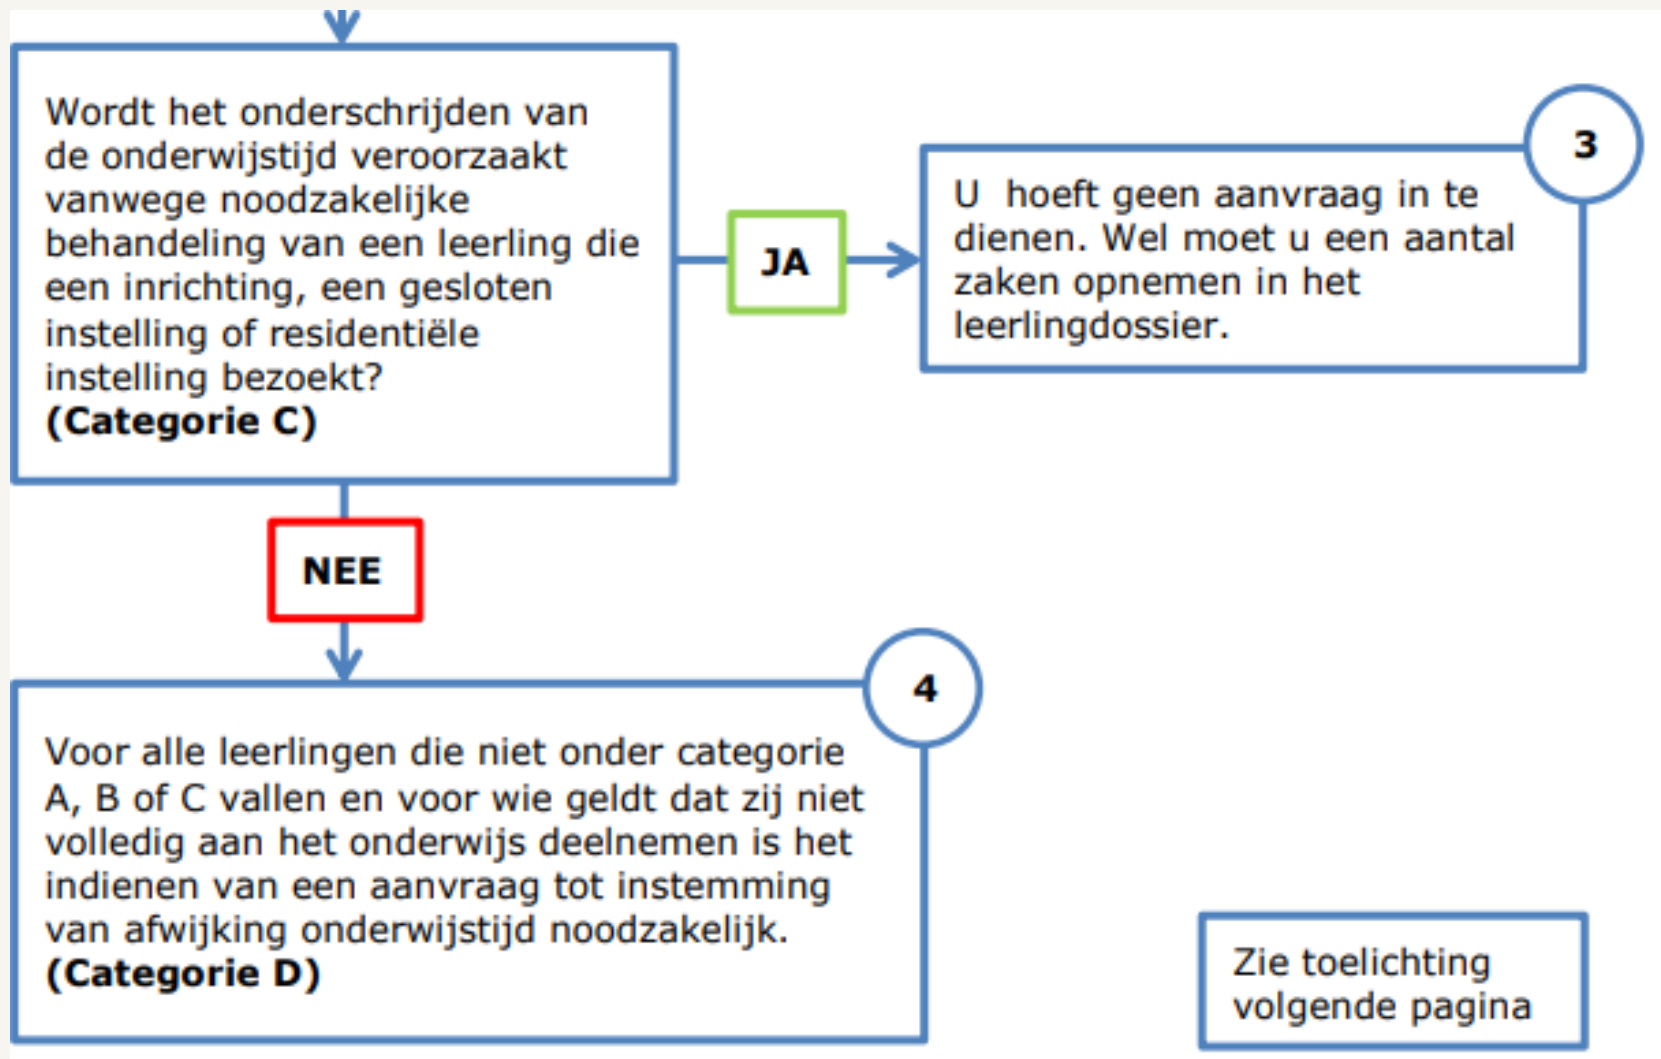 Wordt het onderschrijden van
de onderwijstijd veroorzaakt
vanwege noodzakelijke
behandeling van een leerling die
een inrichting, een gesloten
instelling of residentiële
instelling bezoekt?
(Categorie C)
JA
3
U hoeft geen aanvraag in te
dienen. Wel moet u een aantal
zaken opnemen in het
leerlingdossier.
NEE
4
Voor alle leerlingen die niet onder categorie
A, B of C vallen en voor wie geldt dat zij niet
volledig aan het onderwijs deelnemen is het
indienen van een aanvraag tot instemming
van afwijking onderwijstijd noodzakelijk.
(Categorie D)
Zie toelichting
volgende pagina